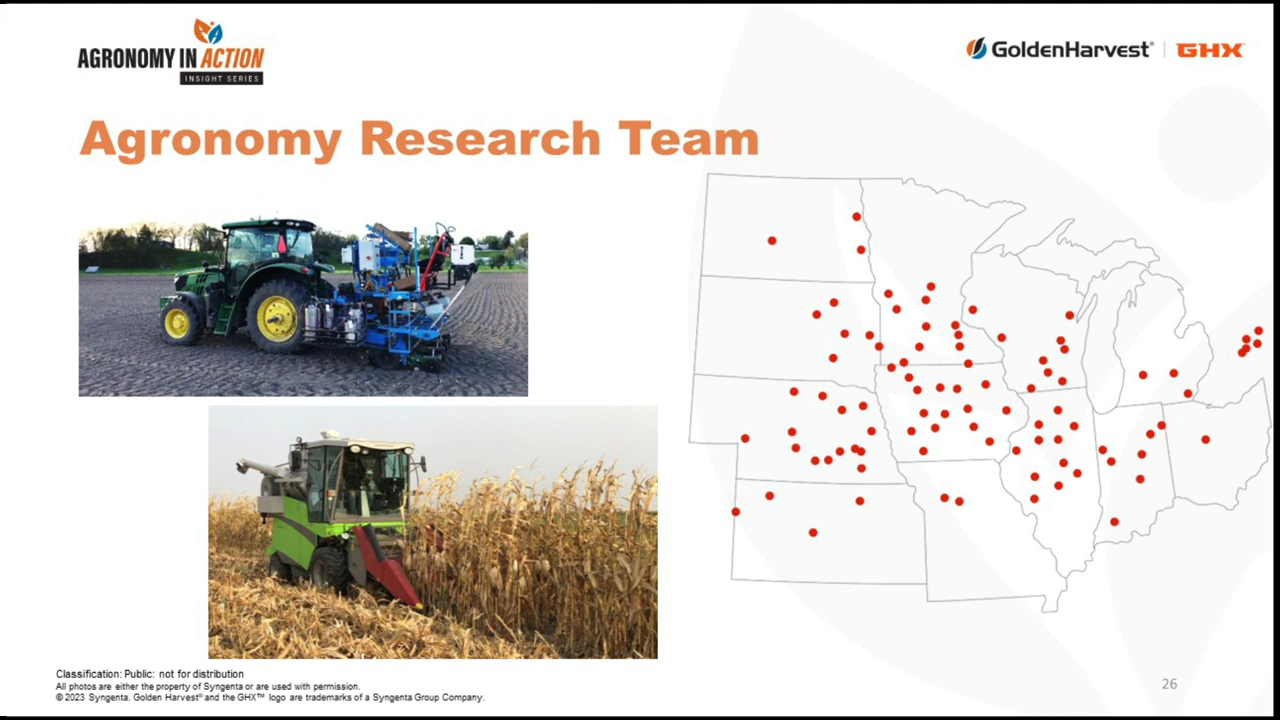 AGRONOMY IN ACTION
INSIGHT SERIES
GoldenHarvest® | GHX
Agronomy Research Team
Classification: Public: not for distribution
All photos are either the property of Syngenta or are used with permission.
© 2023 Syngenta. Golden Harvest® and the GHX™ logo are trademarks of a Syngenta Group Company.
26